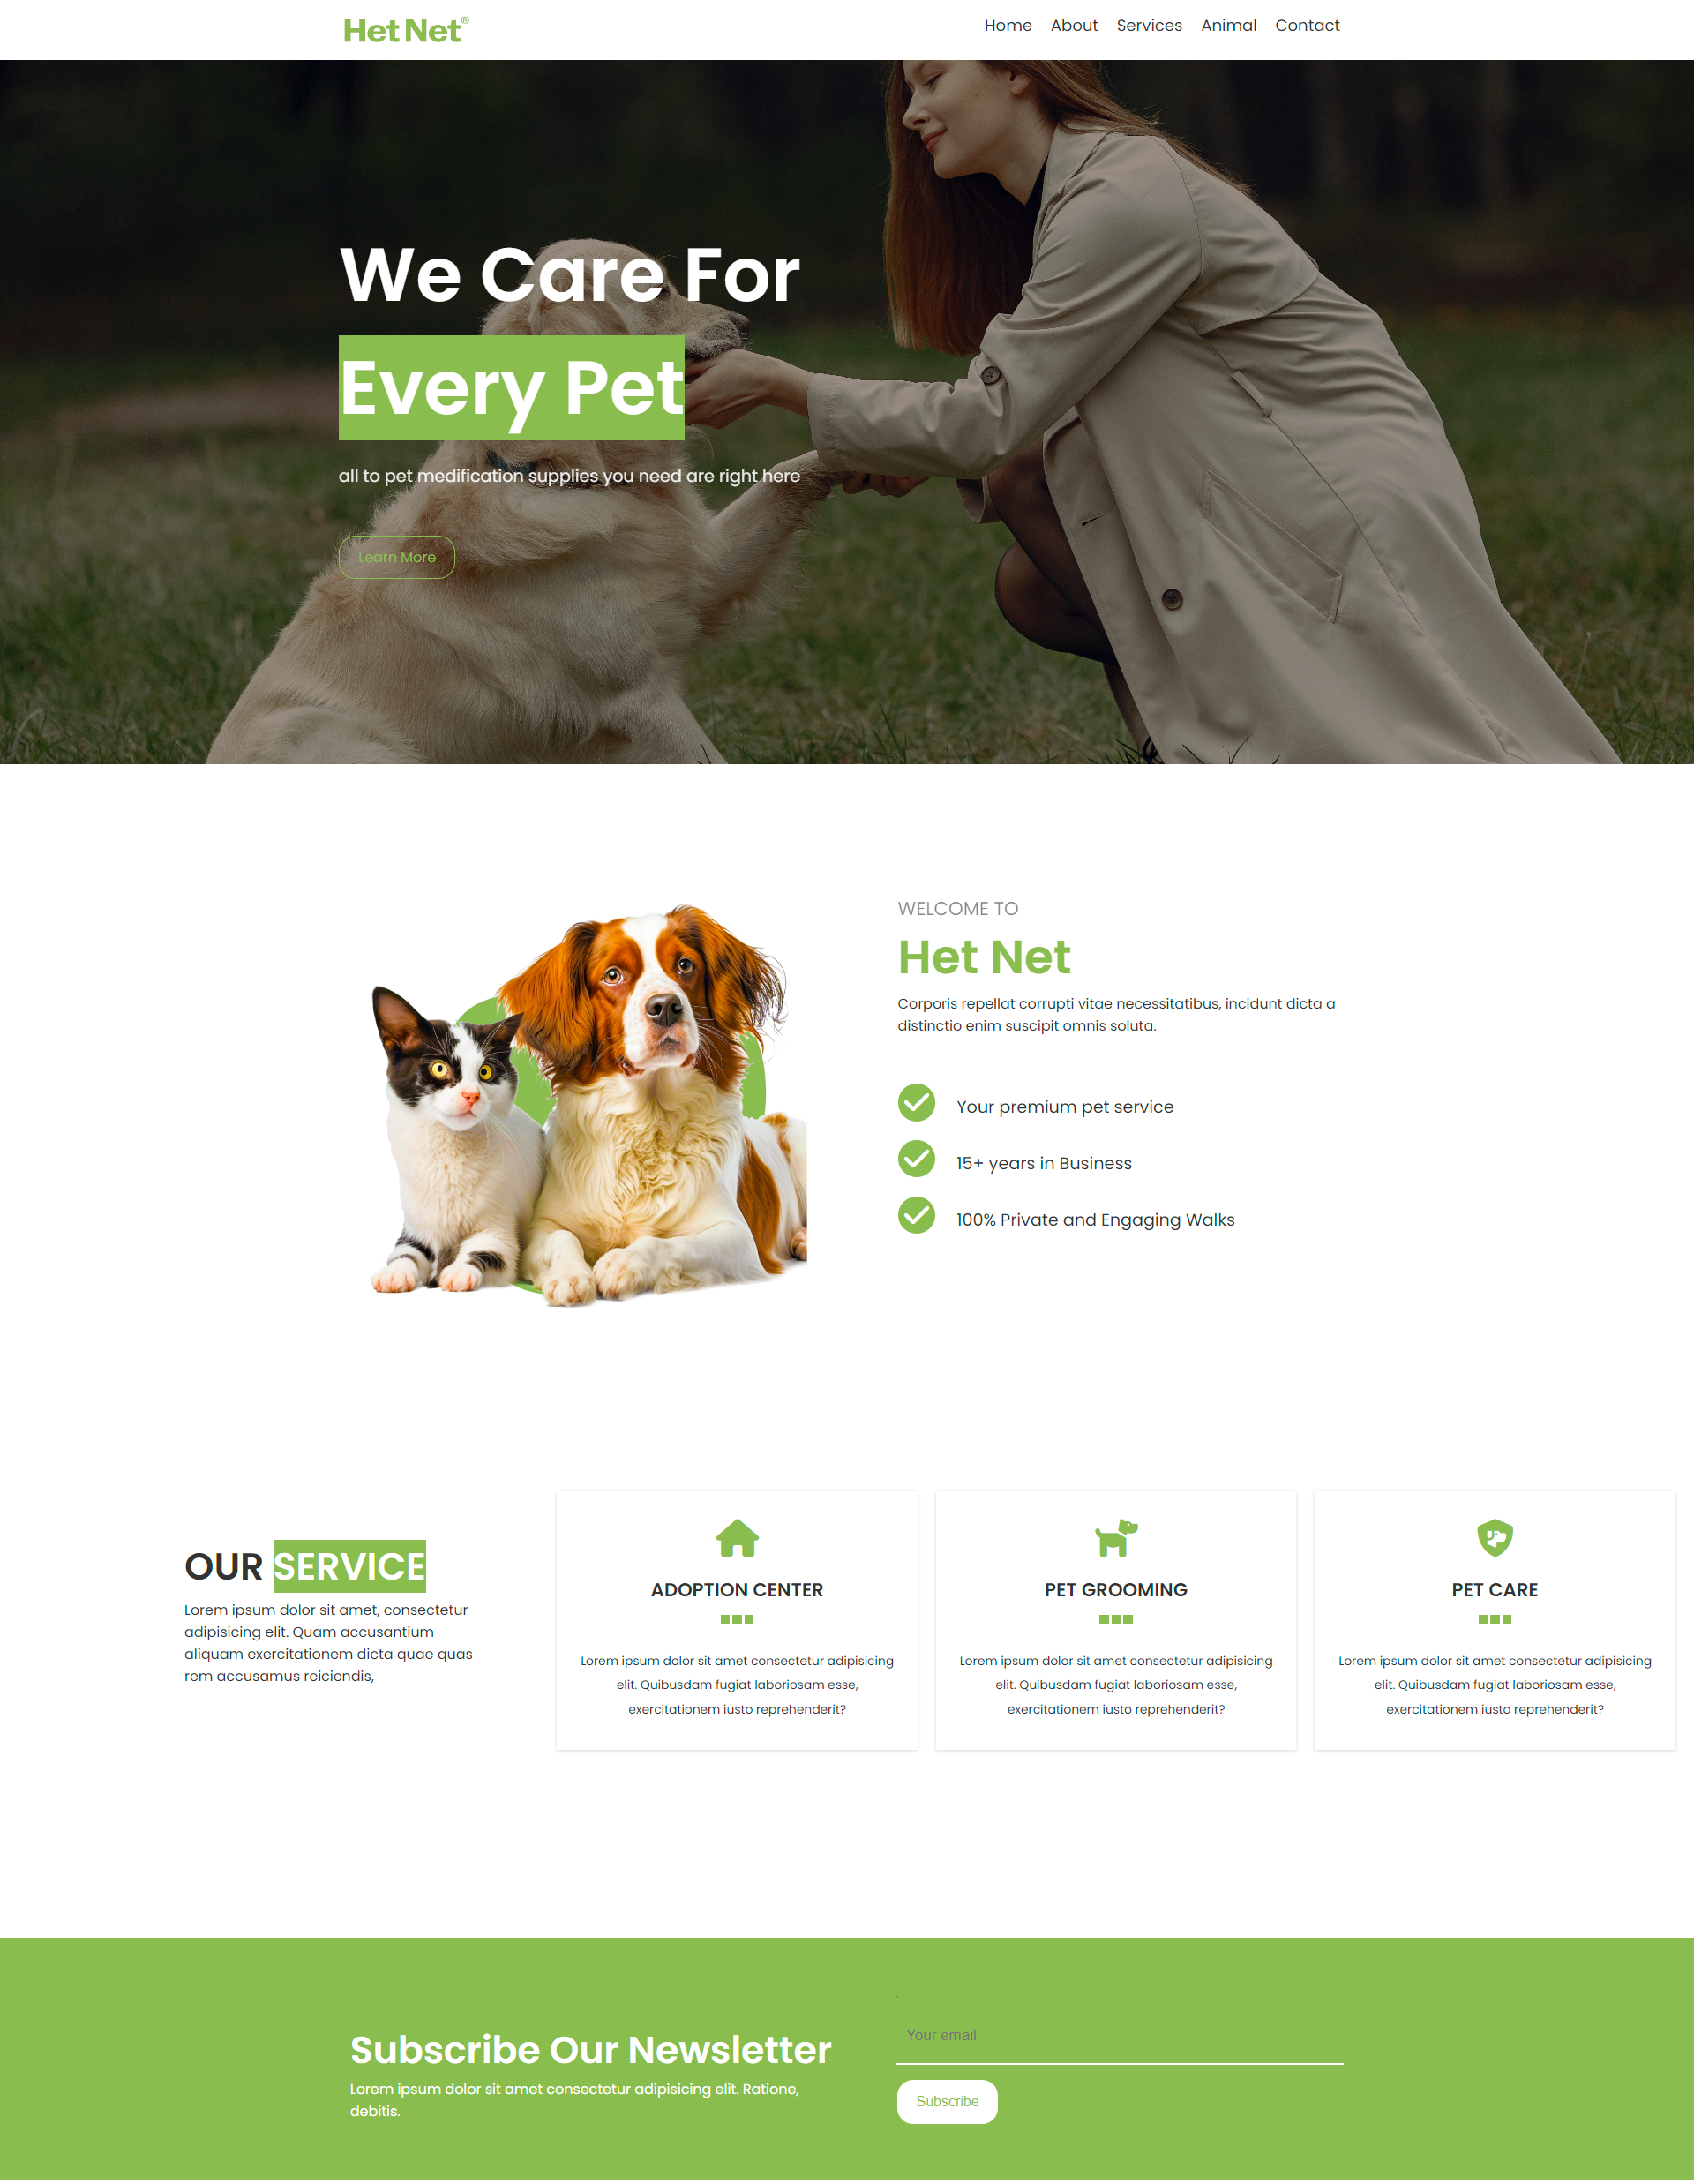 Het Net®
Home About Services Animal Contact
We Care For
Every Pet
all to pet medification supplies you need are right here
Learn More
WELCOME TO
Het Net
Corporis repellat corrupti vitae necessitatibus, incidunt dicta a
distinctio enim suscipit omnis soluta.
Your premium pet service
15+ years in Business
100% Private and Engaging Walks
OUR SERVICE
Lorem ipsum dolor sit amet, consectetur
adipisicing elit. Quam accusantium
aliquam exercitationem dicta quae quas
rem accusamus reiciendis,
ADOPTION CENTER
Lorem ipsum dolor sit amet consectetur adipisicing
elit. Quibusdam fugiat laboriosam esse,
exercitationem iusto reprehenderit?
PET GROOMING
Lorem ipsum dolor sit amet consectetur adipisicing
elit. Quibusdam fugiat laboriosam esse,
exercitationem iusto reprehenderit?
PET CARE
Lorem ipsum dolor sit amet consectetur adipisicing
elit. Quibusdam fugiat laboriosam esse,
exercitationem iusto reprehenderit?
Subscribe Our Newsletter
Lorem ipsum dolor sit amet consectetur adipisicing elit. Ratione,
debitis.
.
Your email
Subscribe